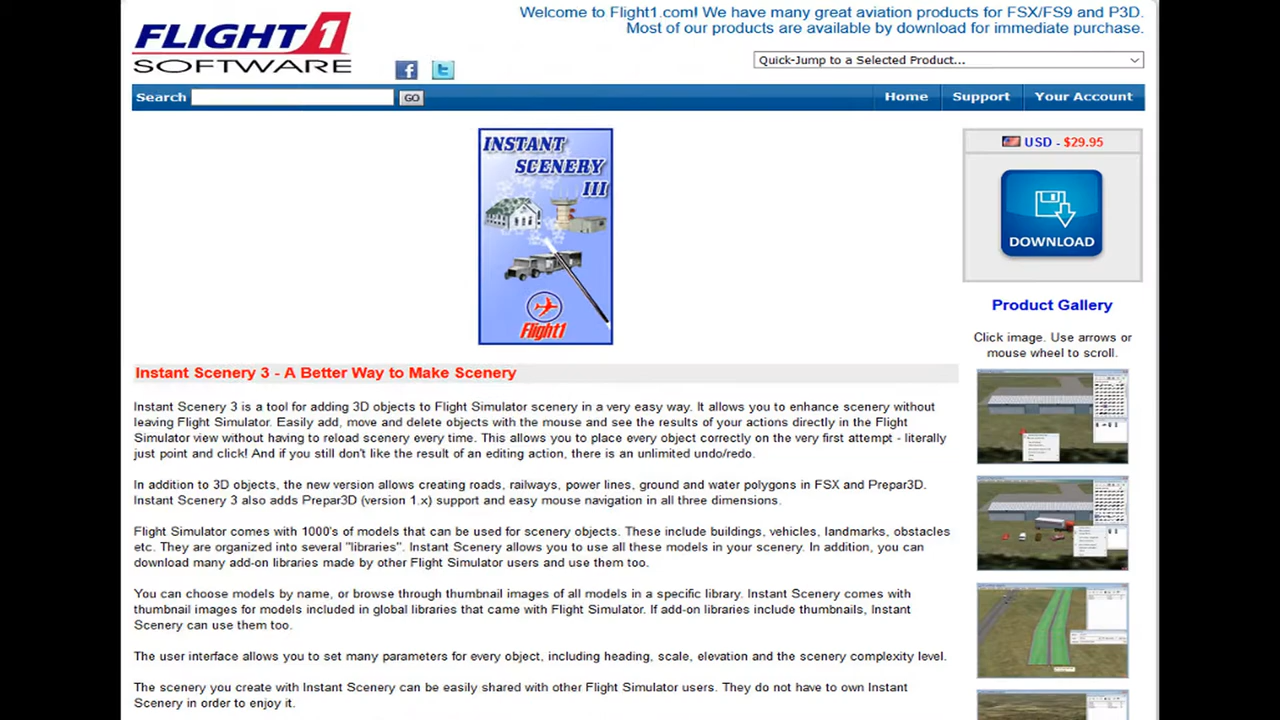 FLIGHT1
SOFTWARE
Welcome to Flight1.com! We have many great aviation products for FSX/FS9 and P3D.
Most of our products are available by download for immediate purchase.
Quick-Jump to a Selected Product...
Search
GO
Home
Support
Your Account
INSTANT
SCENERY
III
Flight1
USD - $29.95
DOWNLOAD
Product Gallery
Click image. Use arrows or
mouse wheel to scroll.
Instant Scenery 3 - A Better Way to Make Scenery
Instant Scenery 3 is a tool for adding 3D objects to Flight Simulator scenery in a very easy way. It allows you to enhance scenery without
leaving Flight Simulator. Easily add, move and delete objects with the mouse and see the results of your actions directly in the Flight
Simulator view without having to reload scenery every time. This allows you to place every object correctly on the very first attempt - literally
just point and click! And if you still don't like the result of an editing action, there is an unlimited undo/redo.
In addition to 3D objects, the new version allows creating roads, railways, power lines, ground and water polygons in FSX and Prepar3D.
Instant Scenery 3 also adds Prepar3D (version1.x) support and easy mouse navigation in all three dimensions.
Flight Simulator comes with 1000's of models that can be used for scenery objects. These include buildings, vehicles, landmarks, obstacles
etc. They are organized into several "libraries". Instant Scenery allows you to use all these models in your scenery. In addition, you can
download many add-on libraries made by other Flight Simulator users and use them too.
You can choose models by name, or browse through thumbnail images of all models in a specific library. Instant Scenery comes with
thumbnail images for models included in global libraries that came with Flight Simulator. If add-on libraries include thumbnails, Instant
Scenery can use them too.
The user interface allows you to set many parameters for every object, including heading, scale, elevation and the scenery complexity level.
The scenery you create with Instant Scenery can be easily shared with other Flight Simulator users. They do not have to own Instant
Scenery in order to enjoy it.